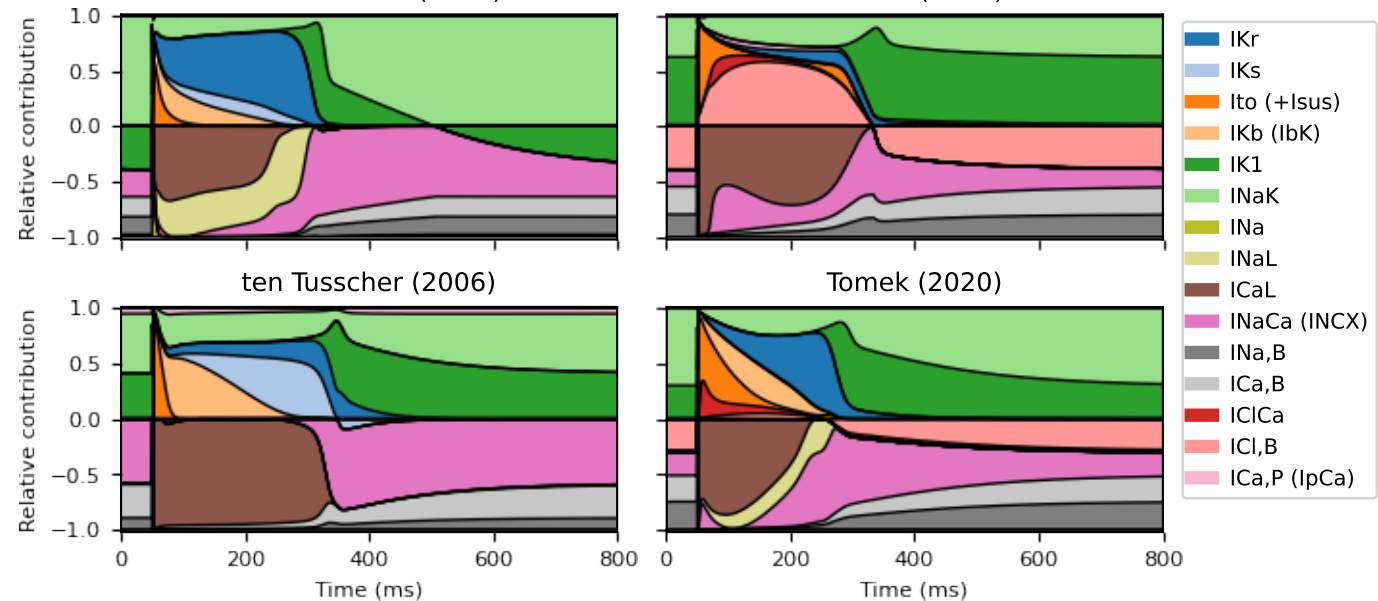 1.0
0.5
0.0
−0.5
−1.0
Relative contribution
ten Tusscher (2006)
Tomek (2020)
1.0
0.5
0.0
−0.5
−1.0
Relative contribution
0 200 400 600 800
0 200 400 600 800
Time (ms)
Time (ms)
IKr
IKs
Ito (+Isus)
IKb (IbK)
IK1
INaK
INa
INaL
ICaL
INaCa (INCX)
INa,B
ICa,B
IClCa
ICl,B
ICa,P (IpCa)